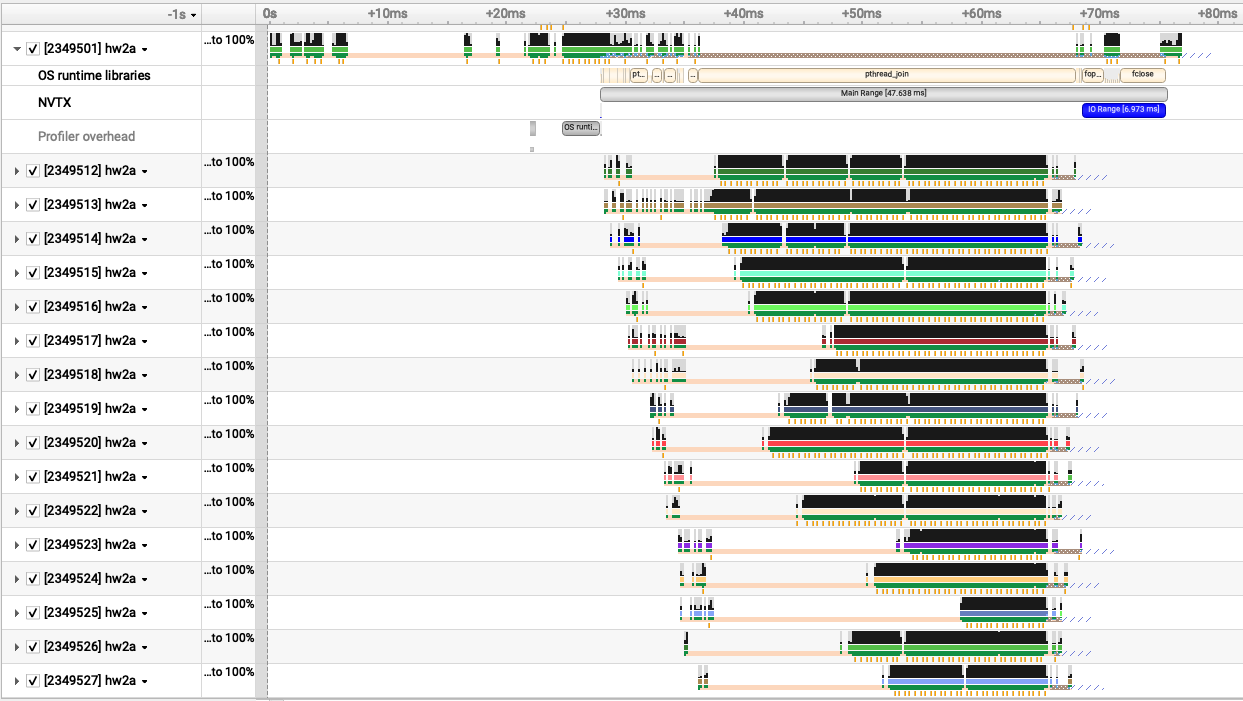 -1s 0s +10ms +20ms +30ms +40ms +50ms +60ms +70ms +80ms
[2349501] hw2a ...to 100%
OS runtime libraries pt... ... ... ... pthread_join fop... fclose
NVTX Main Range [47.638 ms]
IO Range [6.973 ms]
Profiler overhead OS runti...
[2349512] hw2a ...to 100%
[2349513] hw2a ...to 100%
[2349514] hw2a ...to 100%
[2349515] hw2a ...to 100%
[2349516] hw2a ...to 100%
[2349517] hw2a ...to 100%
[2349518] hw2a ...to 100%
[2349519] hw2a ...to 100%
[2349520] hw2a ...to 100%
[2349521] hw2a ...to 100%
[2349522] hw2a ...to 100%
[2349523] hw2a ...to 100%
[2349524] hw2a ...to 100%
[2349525] hw2a ...to 100%
[2349526] hw2a ...to 100%
[2349527] hw2a ...to 100%